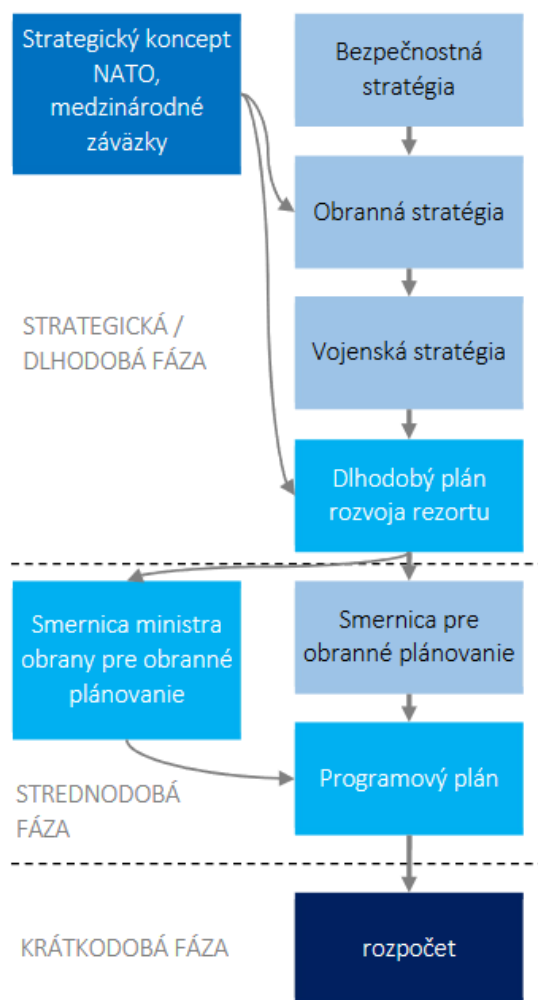 Strategický koncept
NATO,
medzinárodné
záväzky
Bezpečnostná
stratégia
Obranná stratégia
STRATEGICKÁ /
DLHODOBÁ FÁZA
Vojenská stratégia
Dlhodobý plán
rozvoja rezortu
Smernica ministra
obrany pre obranné
plánovanie
Smernica pre
obranné plánovanie
STREDNODOBÁ
FÁZA
Programový plán
KRÁTKODOBÁ FÁZA
rozpočet